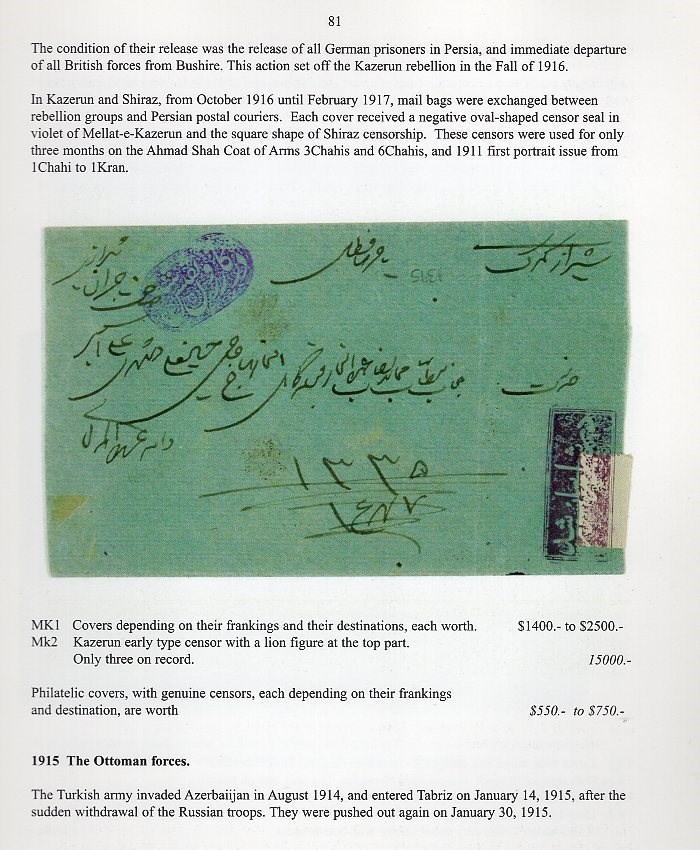 81
The condition of their release was the release of all German prisoners in Persia, and immediate departure
of all British forces from Bushire. This action set off the Kazerun rebellion in the Fall of 1916.
In Kazerun and Shiraz, from October 1916 until February 1917, mail bags were exchanged between
rebellion groups and Persian postal couriers. Each cover received a negative oval-shaped censor seal in
violet of Mellat-e-Kazerun and the square shape of Shiraz censorship. These censors were used for only
three months on the Ahmad Shah Coat of Arms 3Chahis and 6Chahis, and 1911 first portrait issue from
1Chahi to 1Kran.
حضرت
١٣٣٥
MK1 Covers depending on their frankings and their destinations, each worth. $1400.- to $2500.-
Mk2 Kazerun early type censor with a lion figure at the top part.
Only three on record. 15000.-
Philatelic covers, with genuine censors, each depending on their frankings
and destination, are worth $550.- to $750.-
1915 The Ottoman forces.
The Turkish army invaded Azerbaiijan in August 1914, and entered Tabriz on January 14, 1915, after the
sudden withdrawal of the Russian troops. They were pushed out again on January 30, 1915.